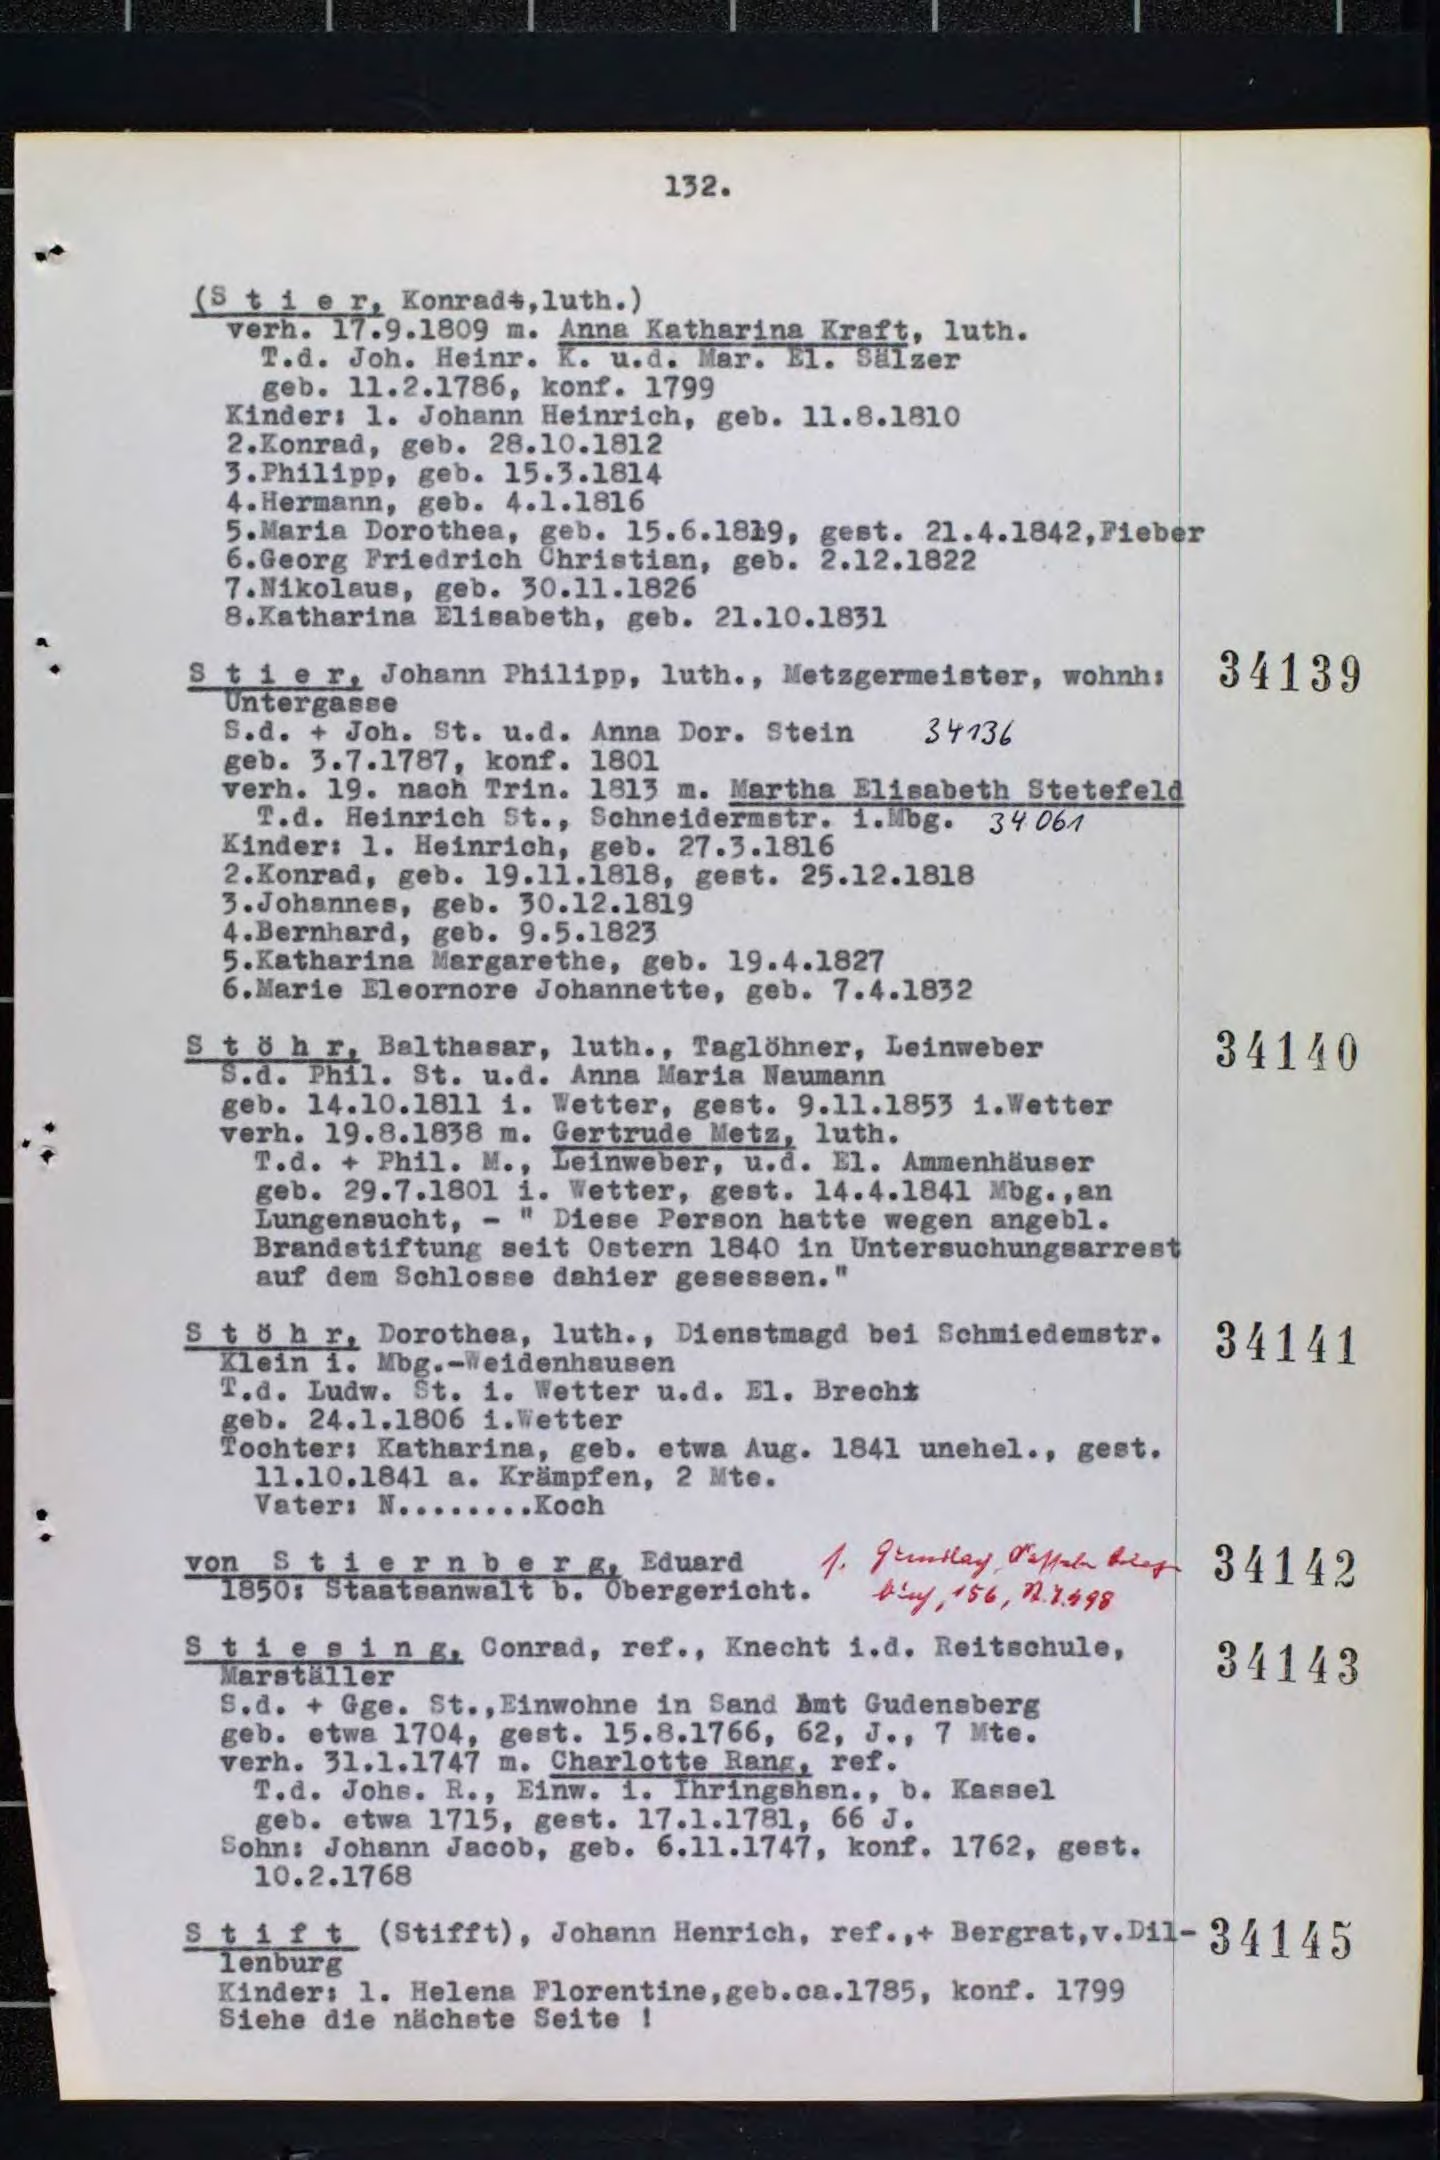 132.
(S t i e r, Konrad,luth.)
verh. 17.9.1809 m. Anna Katharina Kraft, luth.
T.d. Joh. Heinr. K. u.d. Mar. El. Sälzer
geb. 11.2.1786, konf. 1799
Kinder: 1. Johann Heinrich, geb. 11.8.1810
2.Konrad, geb. 28.10.1812
3.Philipp, geb. 15.3.1814
4.Hermann, geb. 4.1.1816
5.Maria Dorothea, geb. 15.6.1819, gest. 21.4.1842,Fieber
6.Georg Friedrich Christian, geb. 2.12.1822
7.Nikolaus, geb. 30.11.1826
8.Katharina Elisabeth, geb. 21.10.1831
S t i e r, Johann Philipp, luth., Metzgermeister, wohnh: 34139
Untergasse
S.d. + Joh. St. u.d. Anna Dor. Stein 34136
geb. 3.7.1787, konf. 1801
verh. 19. nach Trin. 1813 m. Martha Elisabeth Stetefeld
T.d. Heinrich St., Schneidermstr. i.Mbg. 34061
Kinder: 1. Heinrich, geb. 27.3.1816
2.Konrad, geb. 19.11.1818, gest. 25.12.1818
3.Johannes, geb. 30.12.1819
4.Bernhard, geb. 9.5.1823
5.Katharina Margarethe, geb. 19.4.1827
6.Marie Eleornore Johannette, geb. 7.4.1832
S t ö h r, Balthasar, luth., Taglöhner, Leinweber 34140
S.d. Phil. St. u.d. Anna Maria Naumann
geb. 14.10.1811 i. Wetter, gest. 9.11.1853 i.Wetter
verh. 19.8.1838 m. Gertrude Metz, luth.
T.d. + Phil. M., Leinweber, u.d. El. Ammenhäuser
geb. 29.7.1801 i. Wetter, gest. 14.4.1841 Mbg.,an
Lungensucht, - " Diese Person hatte wegen angebl.
Brandstiftung seit Ostern 1840 in Untersuchungsarrest
auf dem Schlosse dahier gesessen."
S t ö h r, Dorothea, luth., Dienstmagd bei Schmiedemstr. 34141
Klein i. Mbg.-Weidenhausen
T.d. Ludw. St. i. Wetter u.d. El. Brecht
geb. 24.1.1806 i.Wetter
Tochter: Katharina, geb. etwa Aug. 1841 unehel., gest.
11.10.1841 a. Krämpfen, 2 Mte.
Vater: N........Koch
von S t i e r n b e r g, Eduard 34142
1850: Staatsanwalt b. Obergericht. 156,
S t i e s i n g, Conrad, ref., Knecht i.d. Reitschule, 34143
Marställer
S.d. + Gge. St.,Einwohne in Sand Amt Gudensberg
geb. etwa 1704, gest. 15.8.1766, 62, J., 7 Mte.
verh. 31.1.1747 m. Charlotte Rang, ref.
T.d. Johs. R., Einw. i. Ihringshsn., b. Kassel
geb. etwa 1715, gest. 17.1.1781, 66 J.
Sohn: Johann Jacob, geb. 6.11.1747, konf. 1762, gest.
10.2.1768
S t i f t (Stifft), Johann Henrich, ref.,+ Bergrat,v.Dil- 34145
lenburg
Kinder: 1. Helena Florentine,geb.ca.1785, konf. 1799
Siehe die nächste Seite !